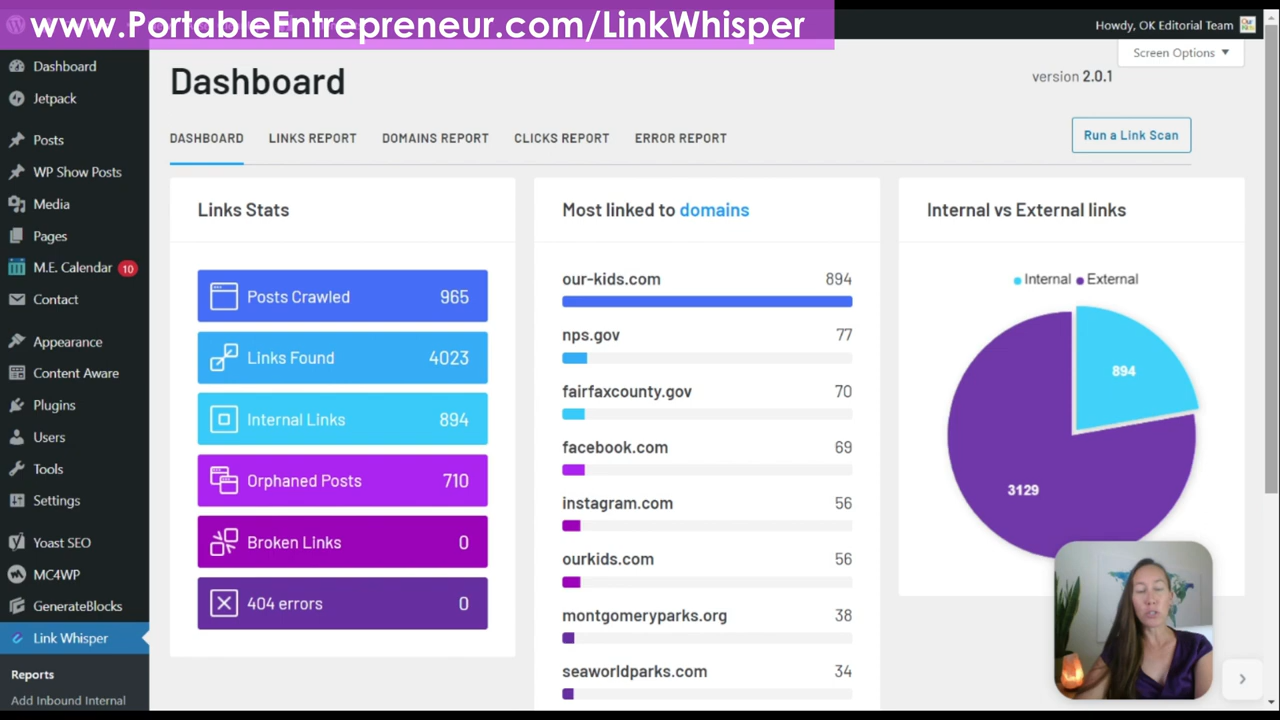 www.PortableEntrepreneur.com/LinkWhisper
Howdy, OK Editorial Team
Screen Options ▼
Dashboard
Jetpack
Posts
WP Show Posts
Media
Pages
M.E. Calendar 10
Contact
Appearance
Content Aware
Plugins
Users
Tools
Settings
Yoast SEO
MC4WP
GenerateBlocks
Link Whisper
Reports
Add Inbound Internal
Dashboard
version 2.0.1
DASHBOARD LINKS REPORT DOMAINS REPORT CLICKS REPORT ERROR REPORT
Run a Link Scan
Links Stats
Posts Crawled 965
Links Found 4023
Internal Links 894
Orphaned Posts 710
Broken Links 0
404 errors 0
Most linked to domains
our-kids.com 894
nps.gov 77
fairfaxcounty.gov 70
facebook.com 69
instagram.com 56
ourkids.com 56
montgomeryparks.org 38
seaworldparks.com 34
Internal vs External links
Internal External
894
3129